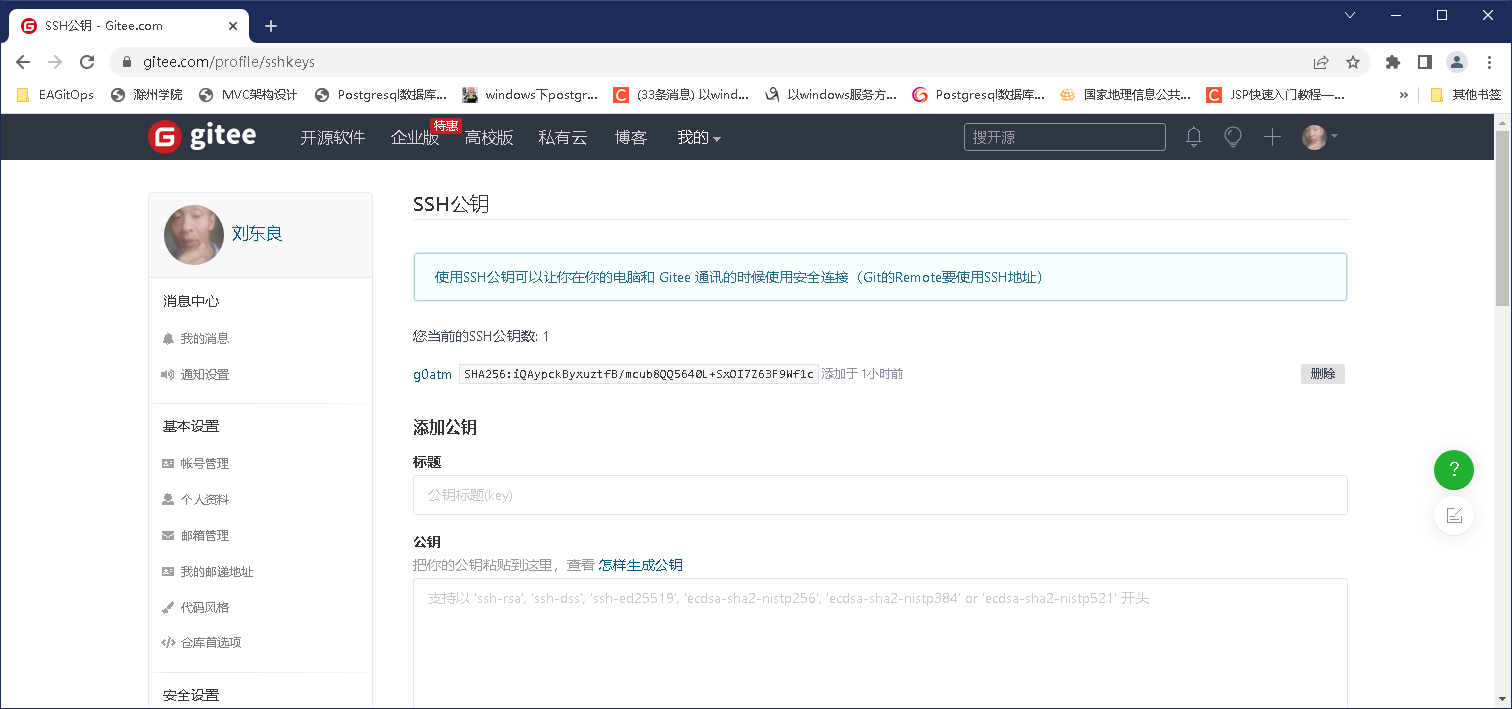 SSH公钥 - Gitee.com
gitee.com/profile/sshkeys
EAGitOps 滁州学院 MVC架构设计 Postgresql数据库... windows下postgr... (33条消息) 以wind... 以windows服务方... Postgresql数据库... 国家地理信息公共... JSP快速入门教程—... » 其他书签
gitee 开源软件 企业版 特惠 高校版 私有云 博客 我的 搜开源
刘东良
消息中心
我的消息
通知设置
基本设置
帐号管理
个人资料
邮箱管理
我的邮递地址
代码风格
仓库首选项
安全设置
SSH公钥
使用SSH公钥可以让你在你的电脑和 Gitee 通讯的时候使用安全连接（Git的Remote要使用SSH地址）
您当前的SSH公钥数: 1
g0atm SHA256:iQAypckByxuztfB/mcub8QQ5640L+SxOI7Z63F9Wf1c 添加于 1小时前 删除
添加公钥
标题
公钥标题(key)
公钥
把你的公钥粘贴到这里，查看 怎样生成公钥
支持以 'ssh-rsa', 'ssh-dss', 'ssh-ed25519', 'ecdsa-sha2-nistp256', 'ecdsa-sha2-nistp384' or 'ecdsa-sha2-nistp521' 开头
?